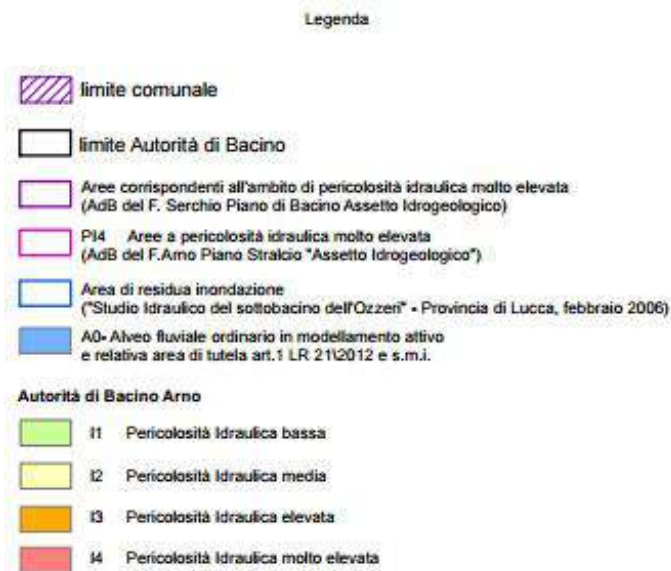 Legenda
limite comunale
limite Autorità di Bacino
Aree corrispondenti all'ambito di pericolosità idraulica molto elevata
(AdB del F. Serchio Piano di Bacino Assetto Idrogeologico)
PI4 Aree a pericolosità idraulica molto elevata
(AdB del F.Arno Piano Stralcio "Assetto Idrogeologico")
Area di residua inondazione
("Studio Idraulico del sottobacino dell'Ozzeri" - Provincia di Lucca, febbraio 2006)
A0- Alveo fluviale ordinario in modellamento attivo
e relativa area di tutela art.1 LR 21\2012 e s.m.i.
Autorità di Bacino Arno
I1 Pericolosità Idraulica bassa
I2 Pericolosità Idraulica media
I3 Pericolosità Idraulica elevata
I4 Pericolosità Idraulica molto elevata